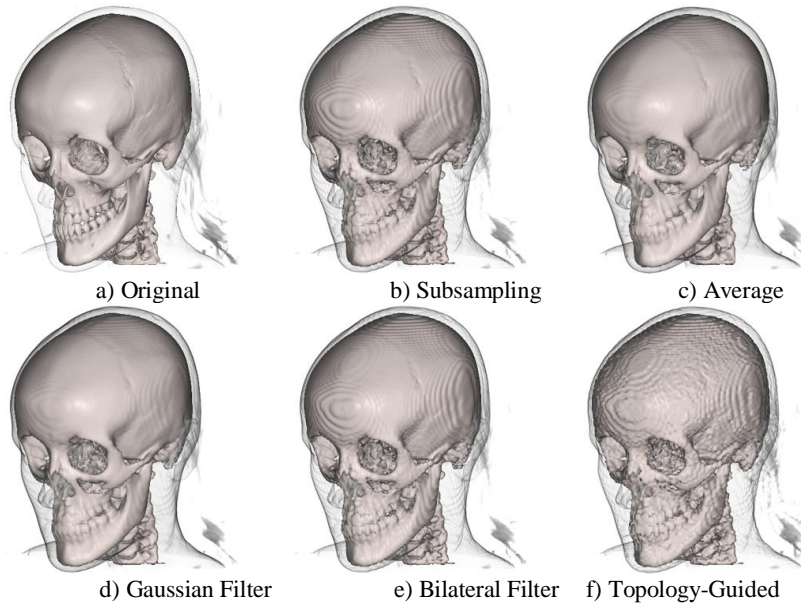 a) Original
b) Subsampling
c) Average
d) Gaussian Filter
e) Bilateral Filter
f) Topology-Guided